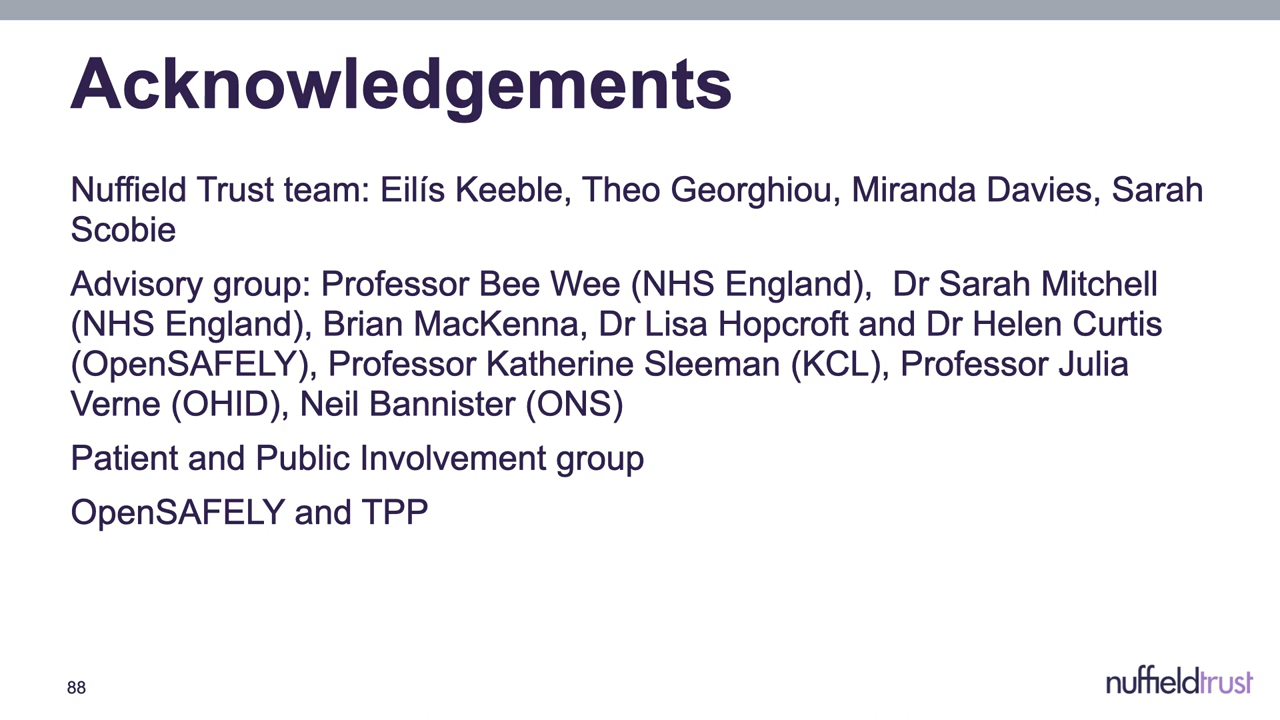 Acknowledgements
Nuffield Trust team: Eilís Keeble, Theo Georghiou, Miranda Davies, Sarah
Scobie
Advisory group: Professor Bee Wee (NHS England),  Dr Sarah Mitchell
(NHS England), Brian MacKenna, Dr Lisa Hopcroft and Dr Helen Curtis
(OpenSAFELY), Professor Katherine Sleeman (KCL), Professor Julia
Verne (OHID), Neil Bannister (ONS)
Patient and Public Involvement group
OpenSAFELY and TPP
88
nuffieldtrust